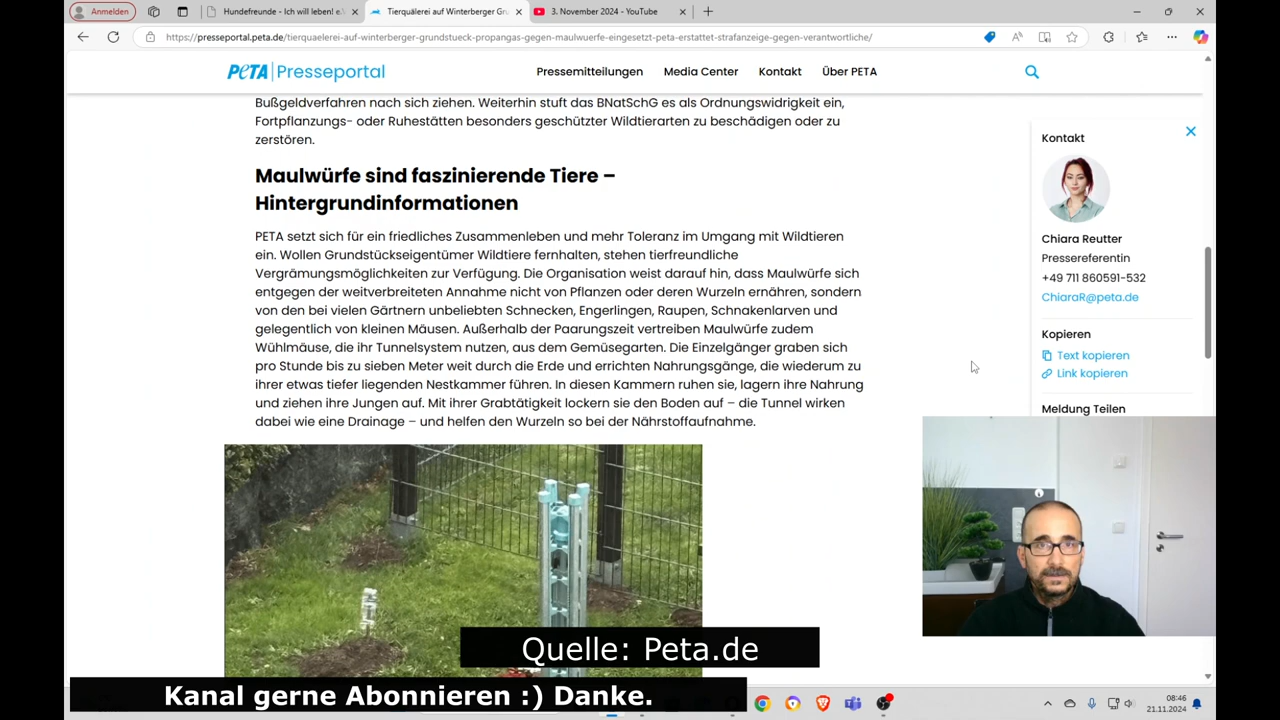 Anmelden
Hundefreunde - Ich will leben! e.V
Tierquälerei auf Winterberger Gru
3. November 2024 - YouTube
https://presseportal.peta.de/tierquaelerei-auf-winterberger-grundstueck-propangas-gegen-maulwuerfe-eingesetzt-peta-erstattet-strafanzeige-gegen-verantwortliche/
PETA Presseportal
Pressemitteilungen
Media Center
Kontakt
Über PETA
Bußgeldverfahren nach sich ziehen. Weiterhin stuft das BNatSchG es als Ordnungswidrigkeit ein,
Fortpflanzungs- oder Ruhestätten besonders geschützter Wildtierarten zu beschädigen oder zu
zerstören.
Maulwürfe sind faszinierende Tiere –
Hintergrundinformationen
PETA setzt sich für ein friedliches Zusammenleben und mehr Toleranz im Umgang mit Wildtieren
ein. Wollen Grundstückseigentümer Wildtiere fernhalten, stehen tierfreundliche
Vergrämungsmöglichkeiten zur Verfügung. Die Organisation weist darauf hin, dass Maulwürfe sich
entgegen der weitverbreiteten Annahme nicht von Pflanzen oder deren Wurzeln ernähren, sondern
von den bei vielen Gärtnern unbeliebten Schnecken, Engerlingen, Raupen, Schnakenlarven und
gelegentlich von kleinen Mäusen. Außerhalb der Paarungszeit vertreiben Maulwürfe zudem
Wühlmäuse, die ihr Tunnelsystem nutzen, aus dem Gemüsegarten. Die Einzelgänger graben sich
pro Stunde bis zu sieben Meter weit durch die Erde und errichten Nahrungsgänge, die wiederum zu
ihrer etwas tiefer liegenden Nestkammer führen. In diesen Kammern ruhen sie, lagern ihre Nahrung
und ziehen ihre Jungen auf. Mit ihrer Grabtätigkeit lockern sie den Boden auf – die Tunnel wirken
dabei wie eine Drainage – und helfen den Wurzeln so bei der Nährstoffaufnahme.
Kontakt
Chiara Reutter
Pressereferentin
+49 711 860591-532
ChiaraR@peta.de
Kopieren
Text kopieren
Link kopieren
Meldung Teilen
Quelle: Peta.de
Kanal gerne Abonnieren :) Danke.
08:46
21.11.2024